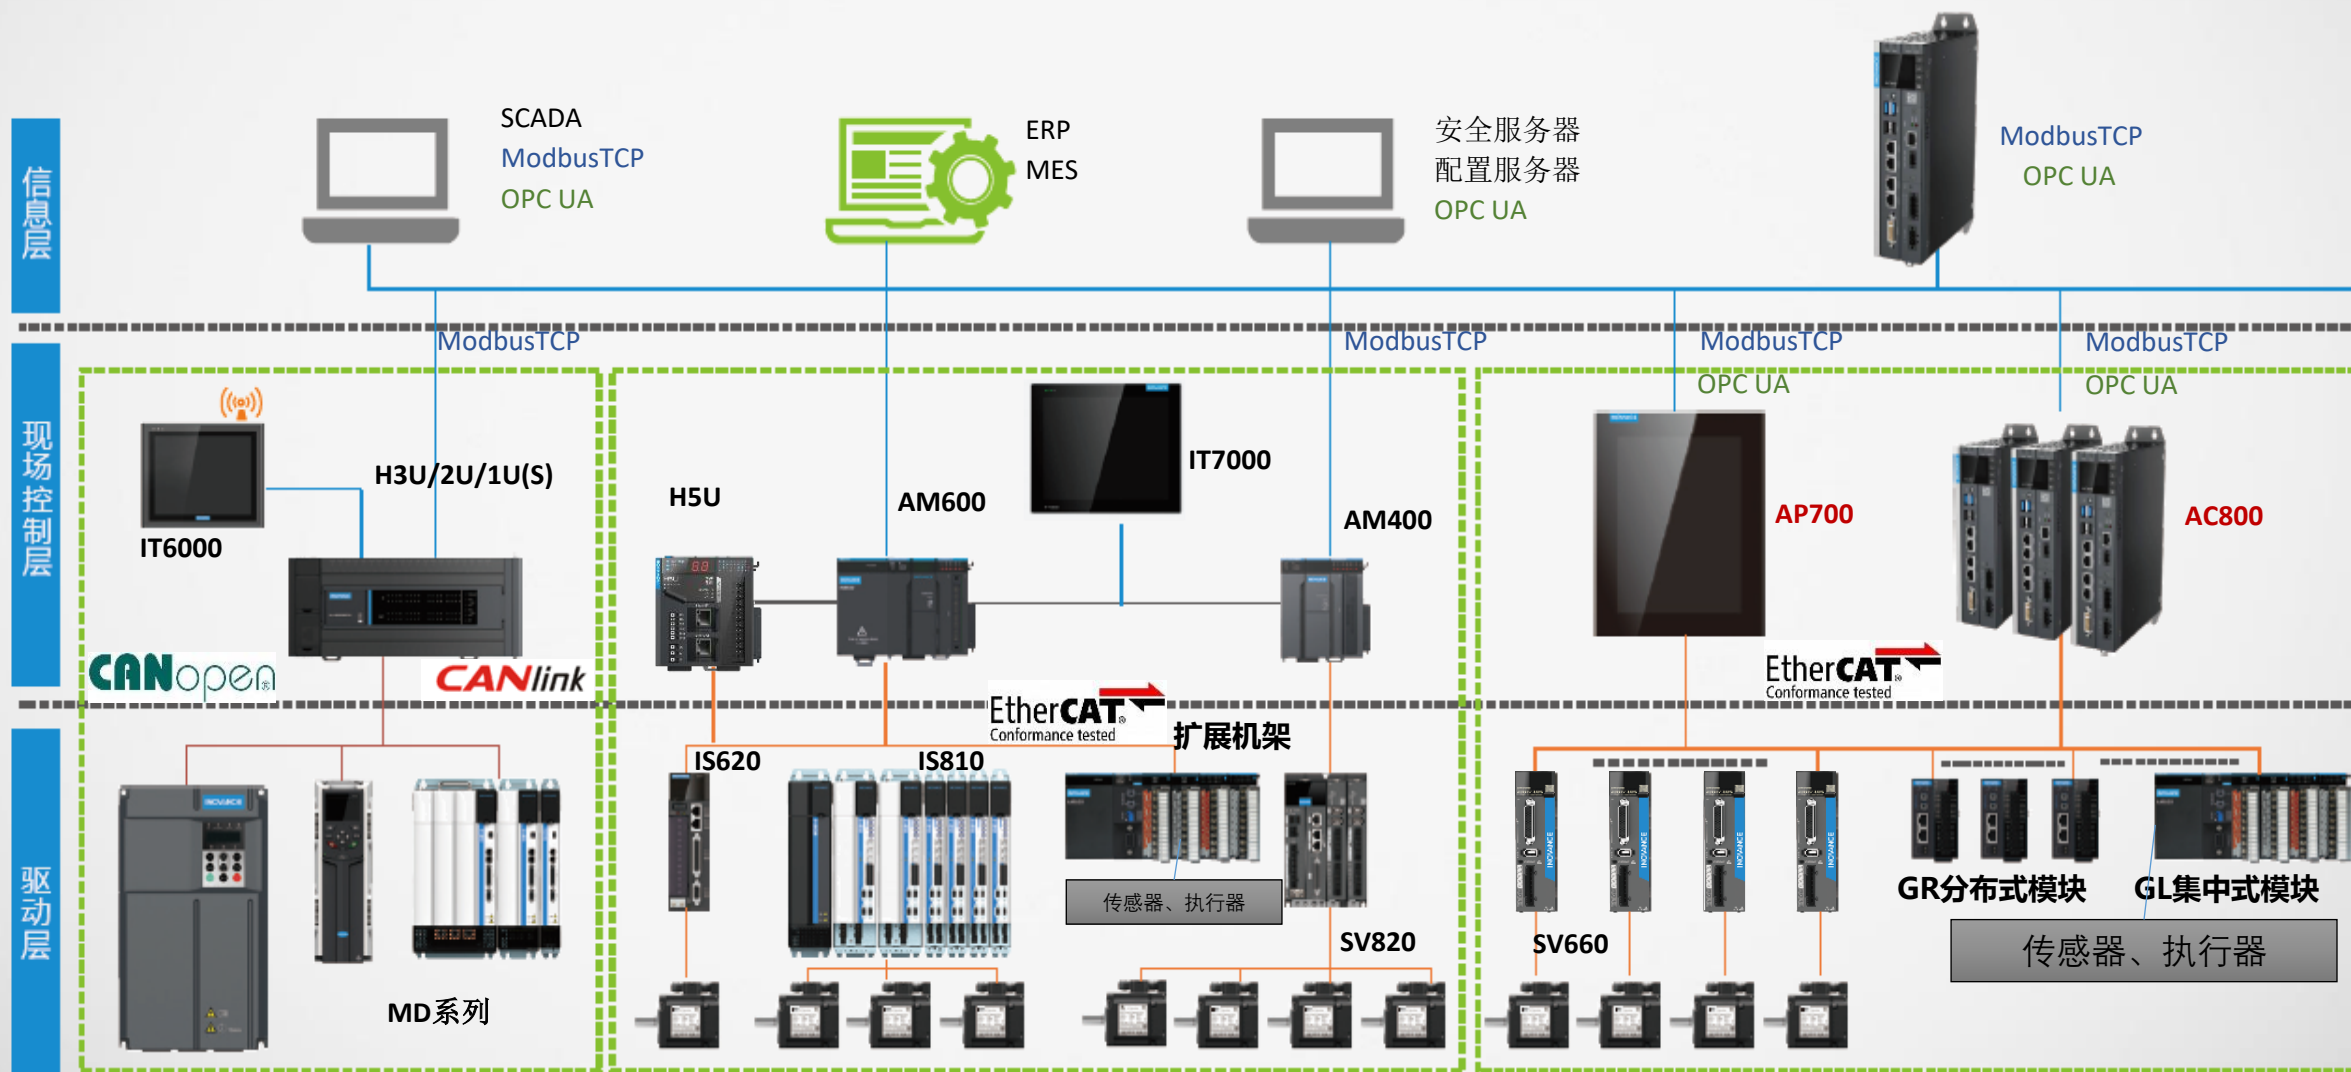 信息层
SCADA
ModbusTCP
OPC UA
ERP
MES
安全服务器
配置服务器
OPC UA
ModbusTCP
OPC UA
现场控制层
ModbusTCP
ModbusTCP
ModbusTCP
OPC UA
ModbusTCP
OPC UA
IT6000
H3U/2U/1U(S)
H5U
AM600
IT7000
AM400
AP700
AC800
CANopen®
CANlink
EtherCAT®
Conformance tested
EtherCAT®
Conformance tested
驱动层
MD系列
IS620
IS810
扩展机架
传感器、执行器
SV820
SV660
GR分布式模块
GL集中式模块
传感器、执行器
INOVANCE
INOVANCE
INOVANCE
INOVANCE
INOVANCE